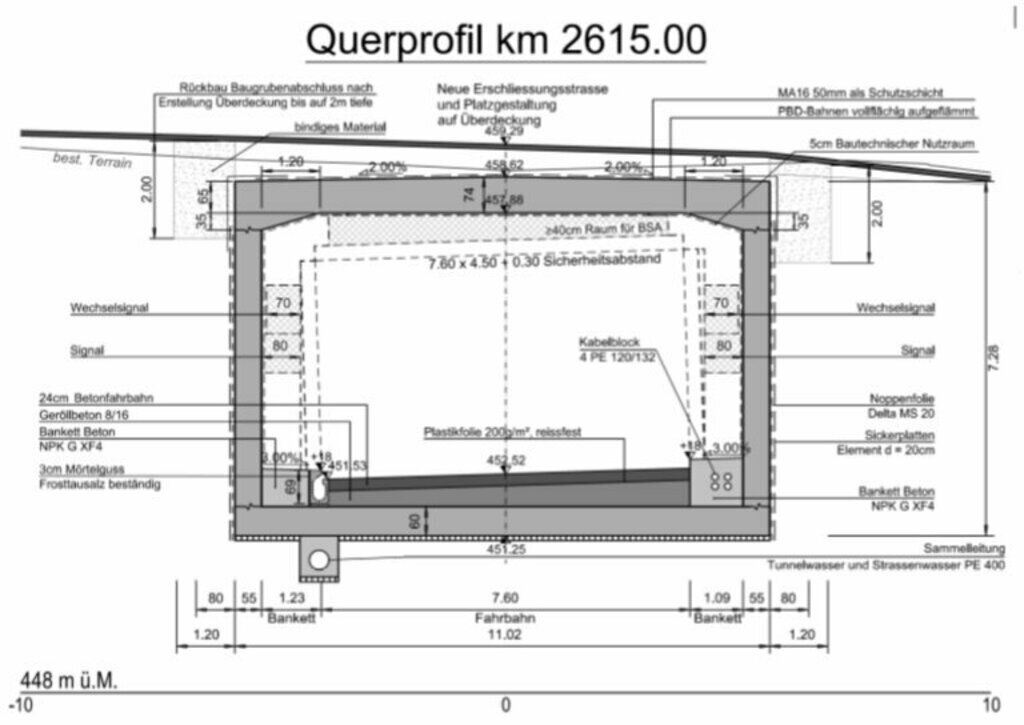 Querprofil km 2615.00
Rückbau Baugrubenabschluss nach
Erstellung Überdeckung bis auf 2m tiefe
bindiges Material
best. Terrain
Neue Erschliessungsstrasse
und Platzgestaltung
auf Überdeckung
459.29
MA16 50mm als Schutzschicht
PBD-Bahnen vollflächig aufgeflämmt
5cm Bautechnischer Nutzraum
1.20
2.00%
458.62
2.00%
1.20
2.00
65
35
74
457.88
35
2.00
≥40cm Raum für BSA
7.60 x 4.50 + 0.30 Sicherheitsabstand
Wechselsignal
70
70
Wechselsignal
Signal
80
80
Signal
Kabelblock
4 PE 120/132
7.28
24cm Betonfahrbahn
Geröllbeton 8/16
Bankett Beton
NPK G XF4
3cm Mörtelguss
Frosttausalz beständig
Plastikfolie 200g/m², reissfest
Noppenfolie
Delta MS 20
Sickerplatten
Element d = 20cm
Bankett Beton
NPK G XF4
3.00%
+18
451.53
452.52
+18
3.00%
69
60
451.25
Sammelleitung
Tunnelwasser und Strassenwasser PE 400
80 55 1.23 7.60 1.09 55 80
Bankett Fahrbahn Bankett
1.20 11.02 1.20
448 m ü.M.
-10 0 10